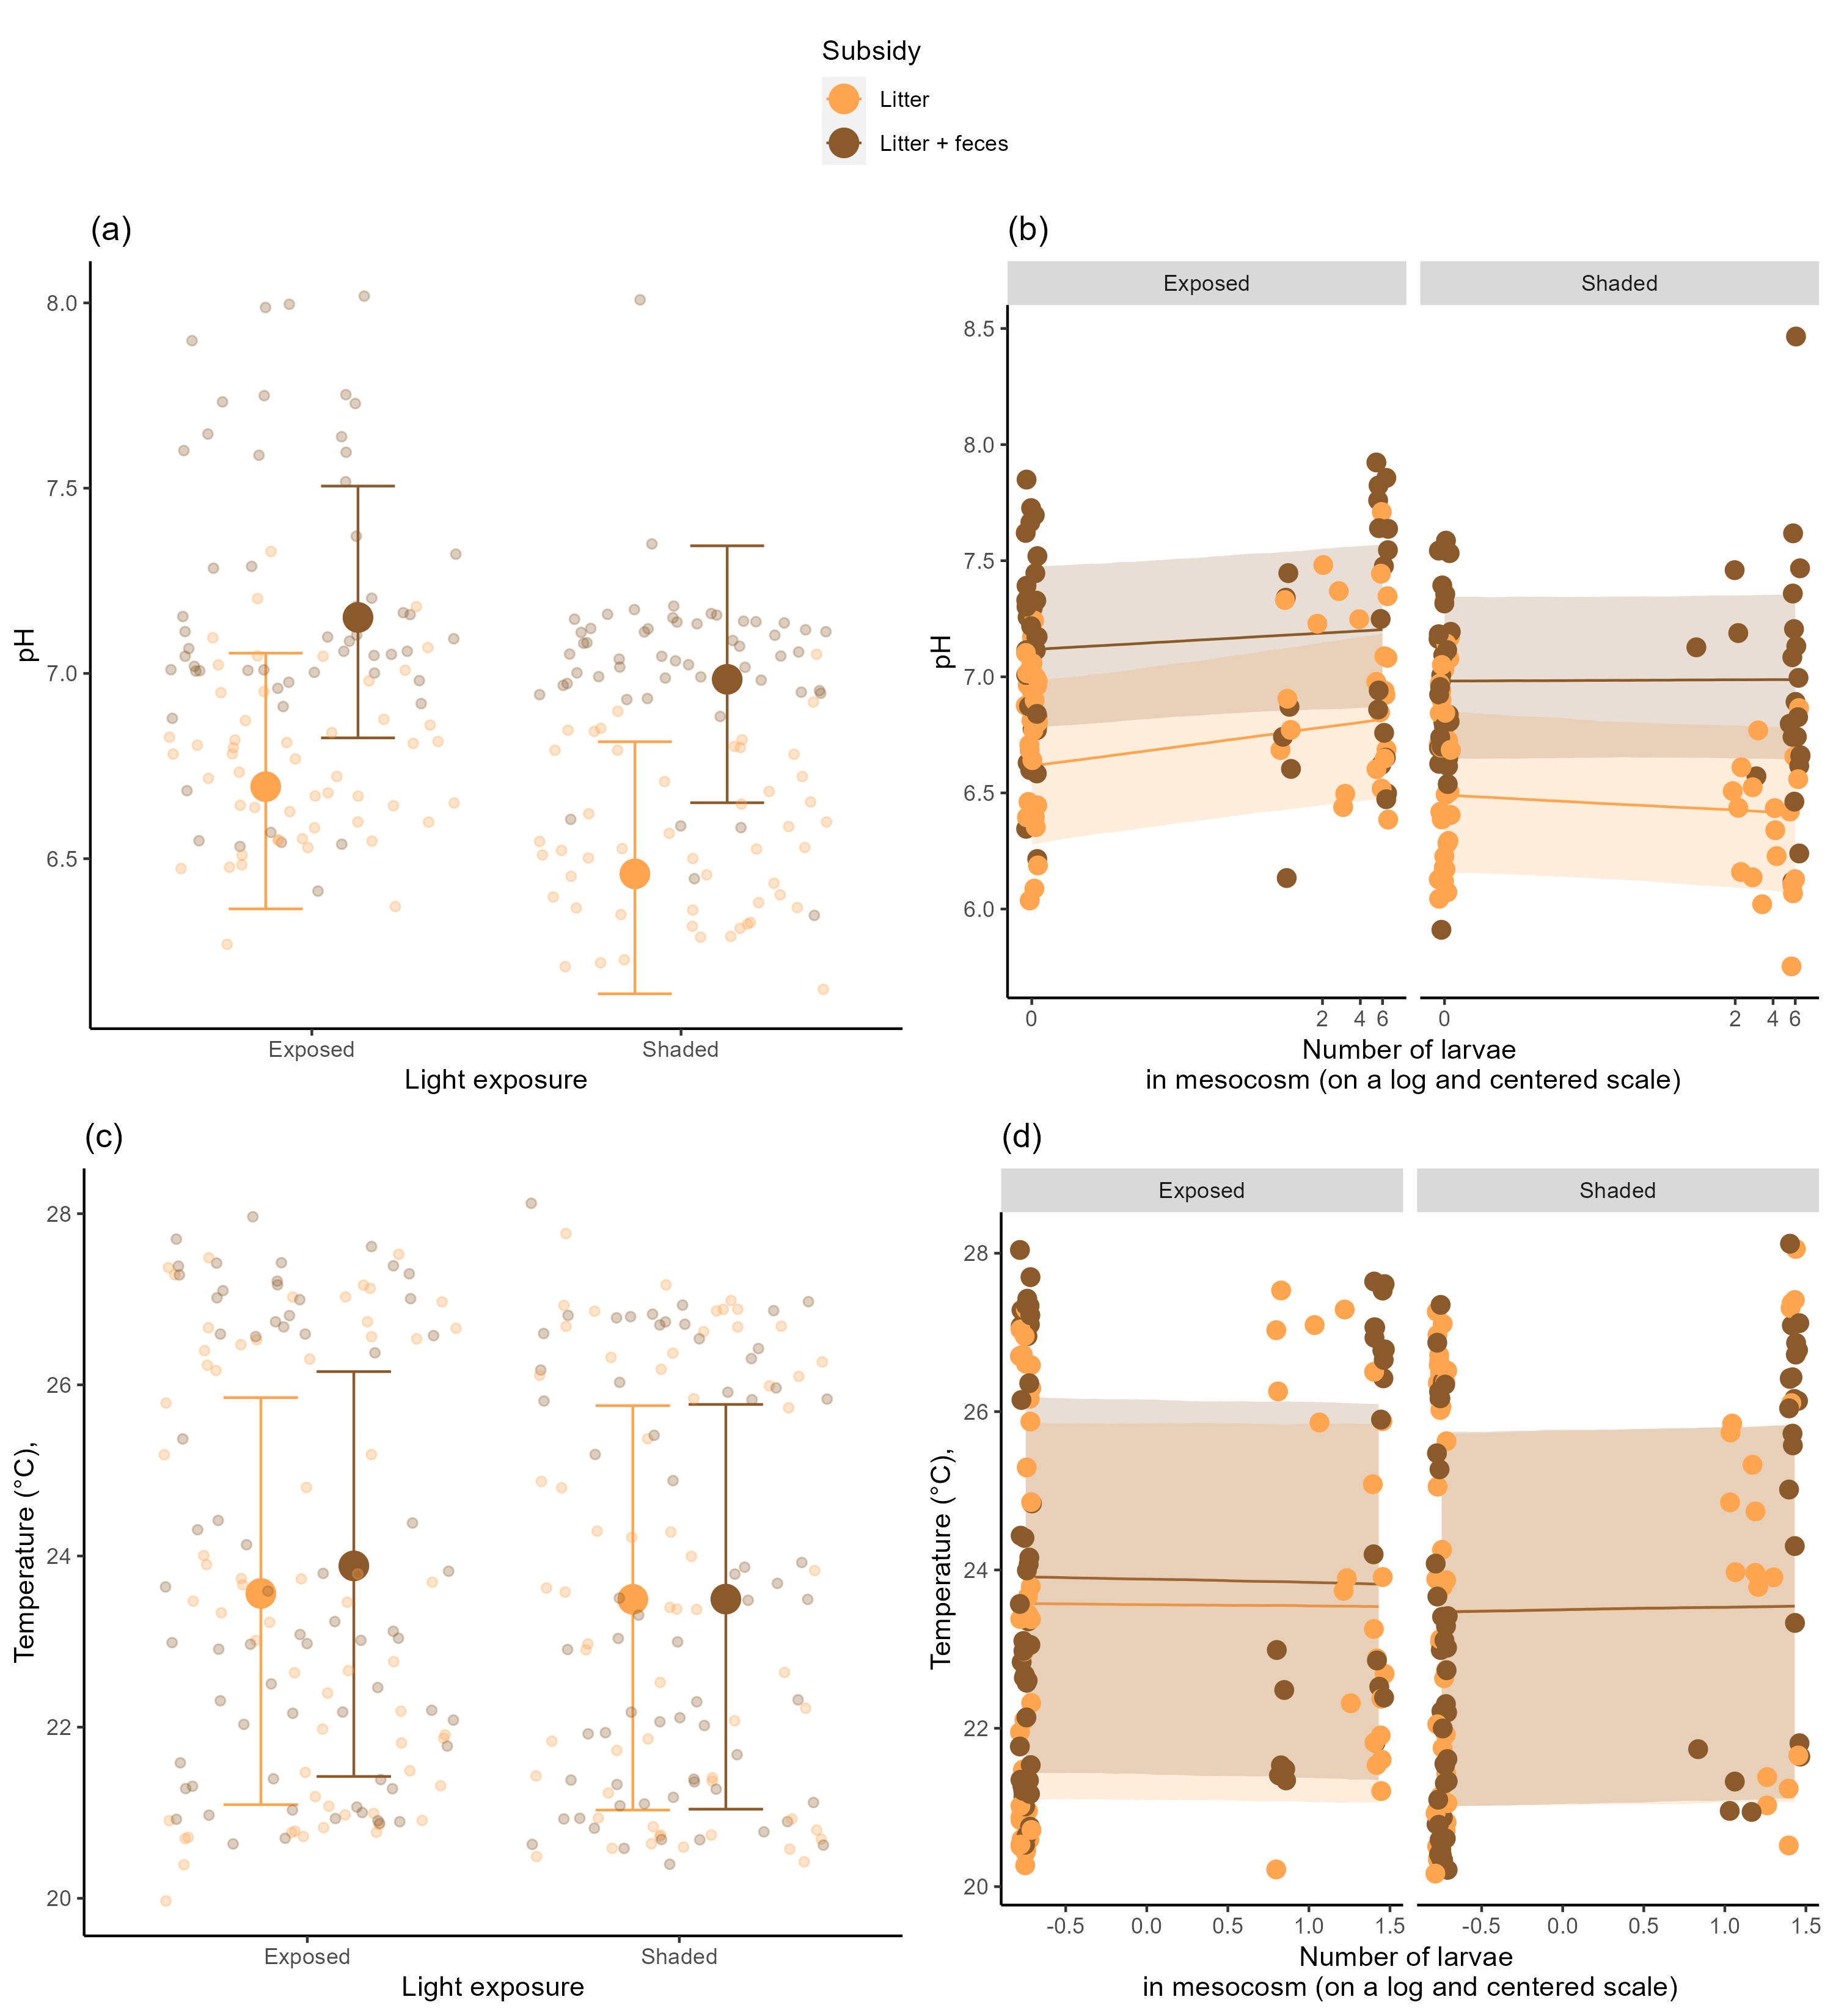 Subsidy
Litter
Litter + feces
(a)
8.0
7.5
7.0
6.5
pH
Exposed
Shaded
Light exposure
(b)
Exposed
Shaded
8.5
8.0
7.5
7.0
6.5
6.0
pH
0 2 4 6
0 2 4 6
Number of larvae
in mesocosm (on a log and centered scale)
(c)
28
26
24
22
20
Temperature (°C),
Exposed
Shaded
Light exposure
(d)
Exposed
Shaded
28
26
24
22
20
Temperature (°C),
-0.5 0.0 0.5 1.0 1.5
-0.5 0.0 0.5 1.0 1.5
Number of larvae
in mesocosm (on a log and centered scale)